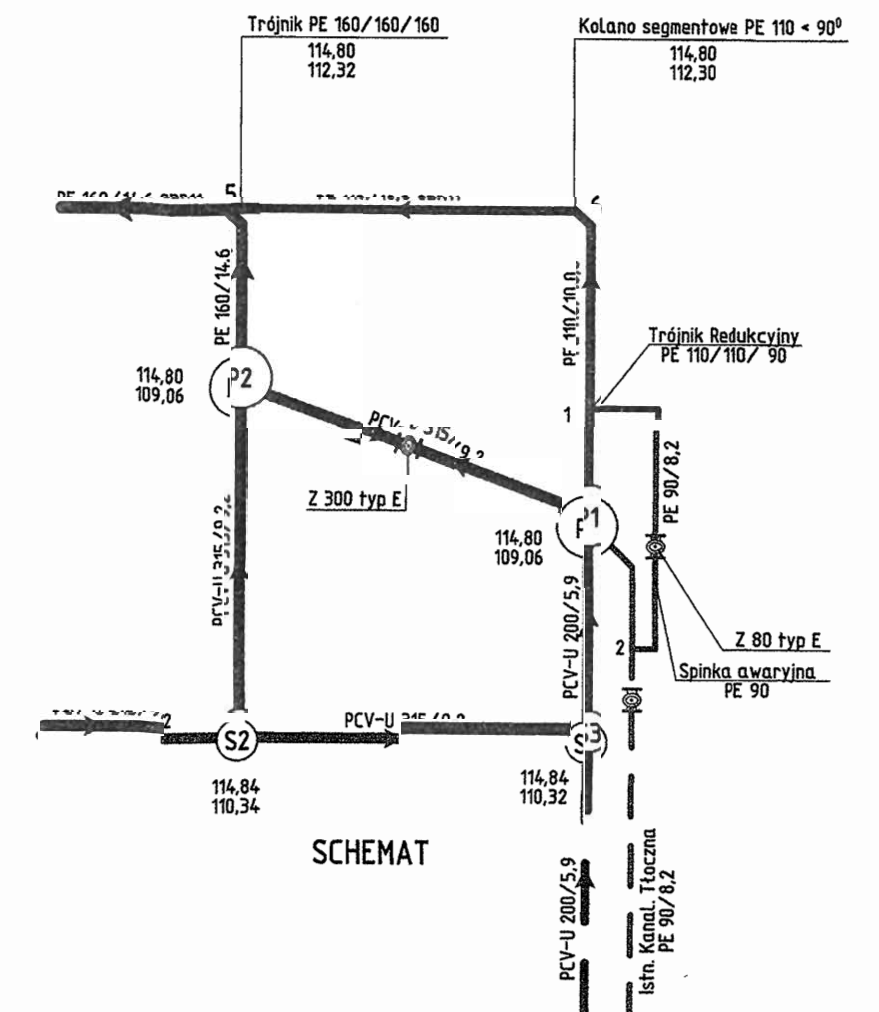 Trójnik PE 160/160/160
114,80
112,32
Kolano segmentowe PE 110 < 90⁰
114,80
112,30
5
PE 160/14.6
114,80
109,06
P2
PCV-U 315/9,2
Z 300 typ E
Trójnik Redukcyjny
PE 110/110/ 90
1
PE 90/8,2
P1
114,80
109,06
PCV-U 200/5,9
2
Z 80 typ E
Spinka awaryjna
PE 90
PCV-U
S2
114,84
110,34
114,84
110,32
SCHEMAT
PCV-U 200/5,9
Istn. Kanal. Tłoczna
PE 90/8,2